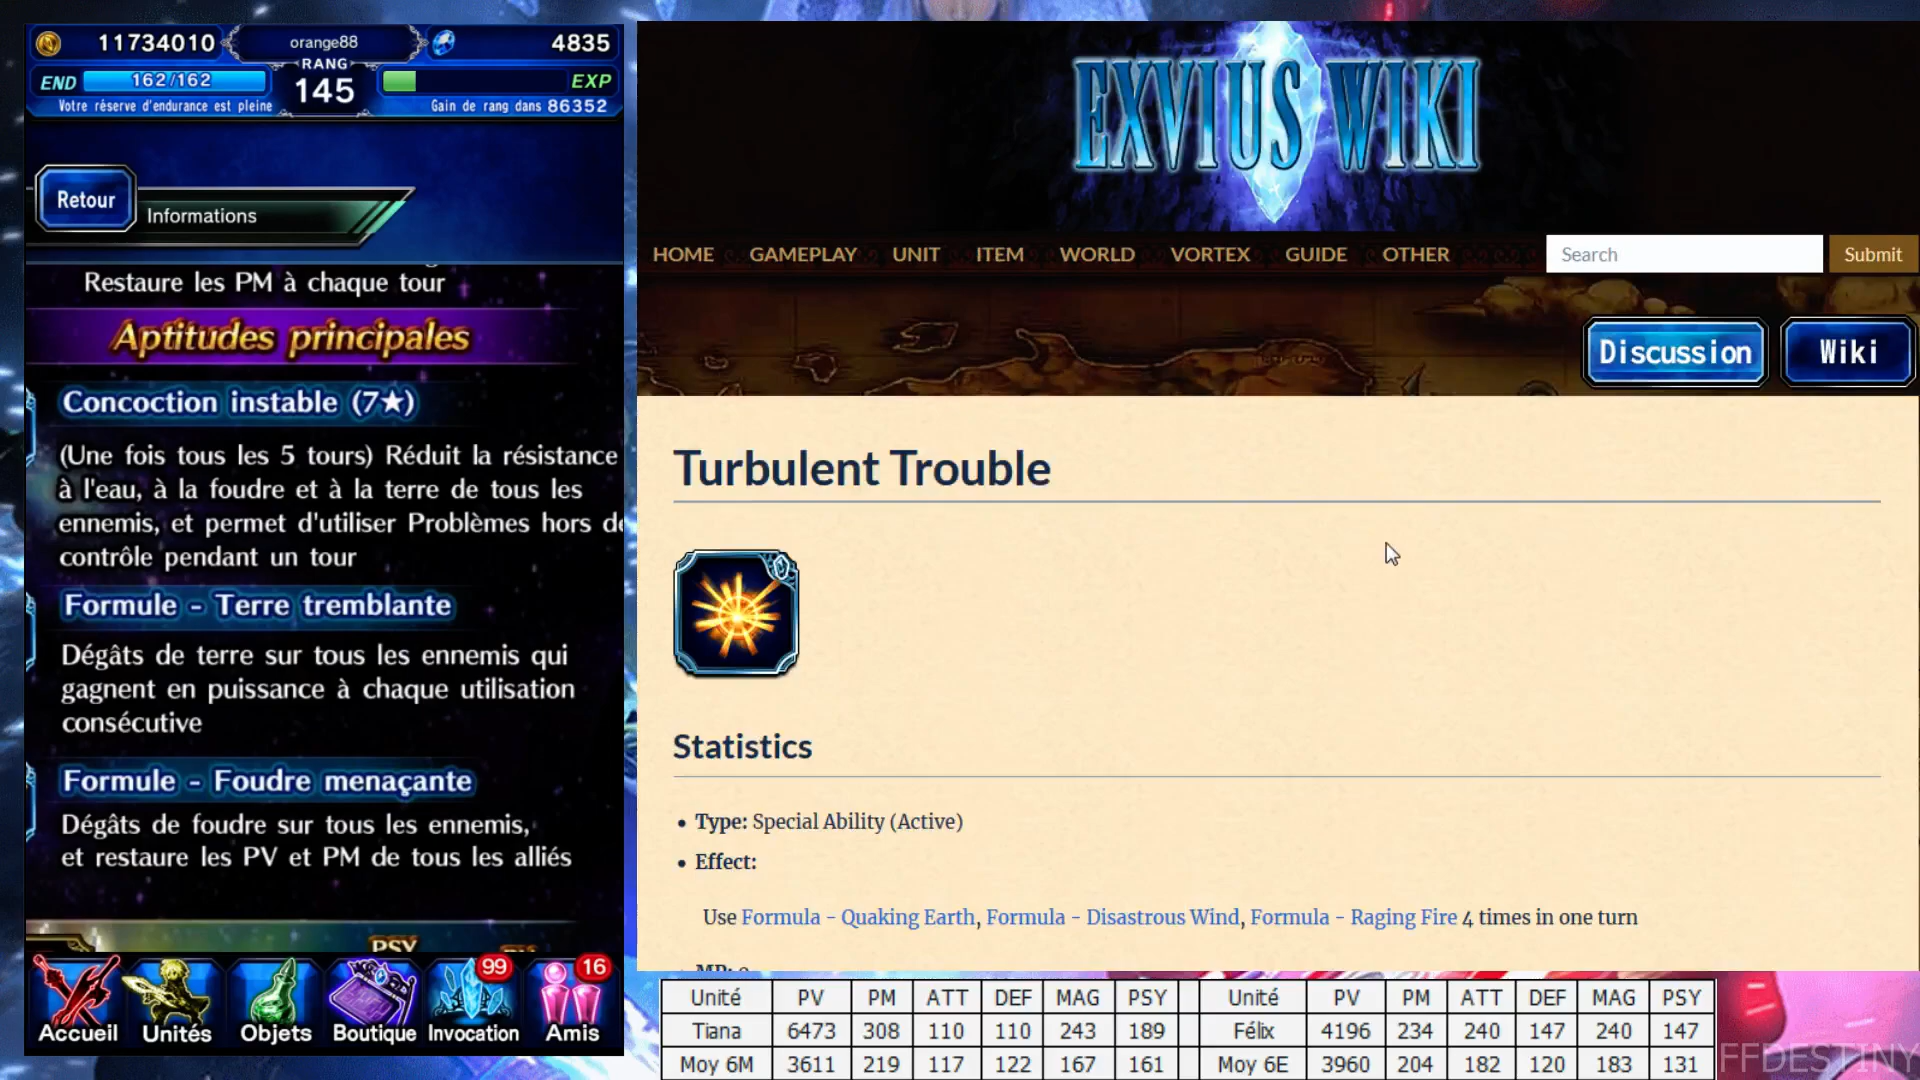 11734010
orange88
4835
RANG
145
END
162/162
EXP
Votre réserve d'endurance est pleine
Gain de rang dans 86352
Retour
Informations
Restaure les PM à chaque tour
Aptitudes principales
Concoction instable (7★)
(Une fois tous les 5 tours) Réduit la résistance
à l'eau, à la foudre et à la terre de tous les
ennemis, et permet d'utiliser Problèmes hors de
contrôle pendant un tour
Formule - Terre tremblante
Dégâts de terre sur tous les ennemis qui
gagnent en puissance à chaque utilisation
consécutive
Formule - Foudre menaçante
Dégâts de foudre sur tous les ennemis,
et restaure les PV et PM de tous les alliés
PSY
99
16
Accueil
Unités
Objets
Boutique
Invocation
Amis
EXVIUS WIKI
HOME GAMEPLAY UNIT ITEM WORLD VORTEX GUIDE OTHER
Search
Submit
Discussion
Wiki
Turbulent Trouble
Statistics
• Type: Special Ability (Active)
• Effect:
Use Formula - Quaking Earth, Formula - Disastrous Wind, Formula - Raging Fire 4 times in one turn
• MP: 0
Unité PV PM ATT DEF MAG PSY Unité PV PM ATT DEF MAG PSY
Tiana 6473 308 110 110 243 189 Félix 4196 234 240 147 240 147
Moy 6M 3611 219 117 122 167 161 Moy 6E 3960 204 182 120 183 131
FFDESTINY